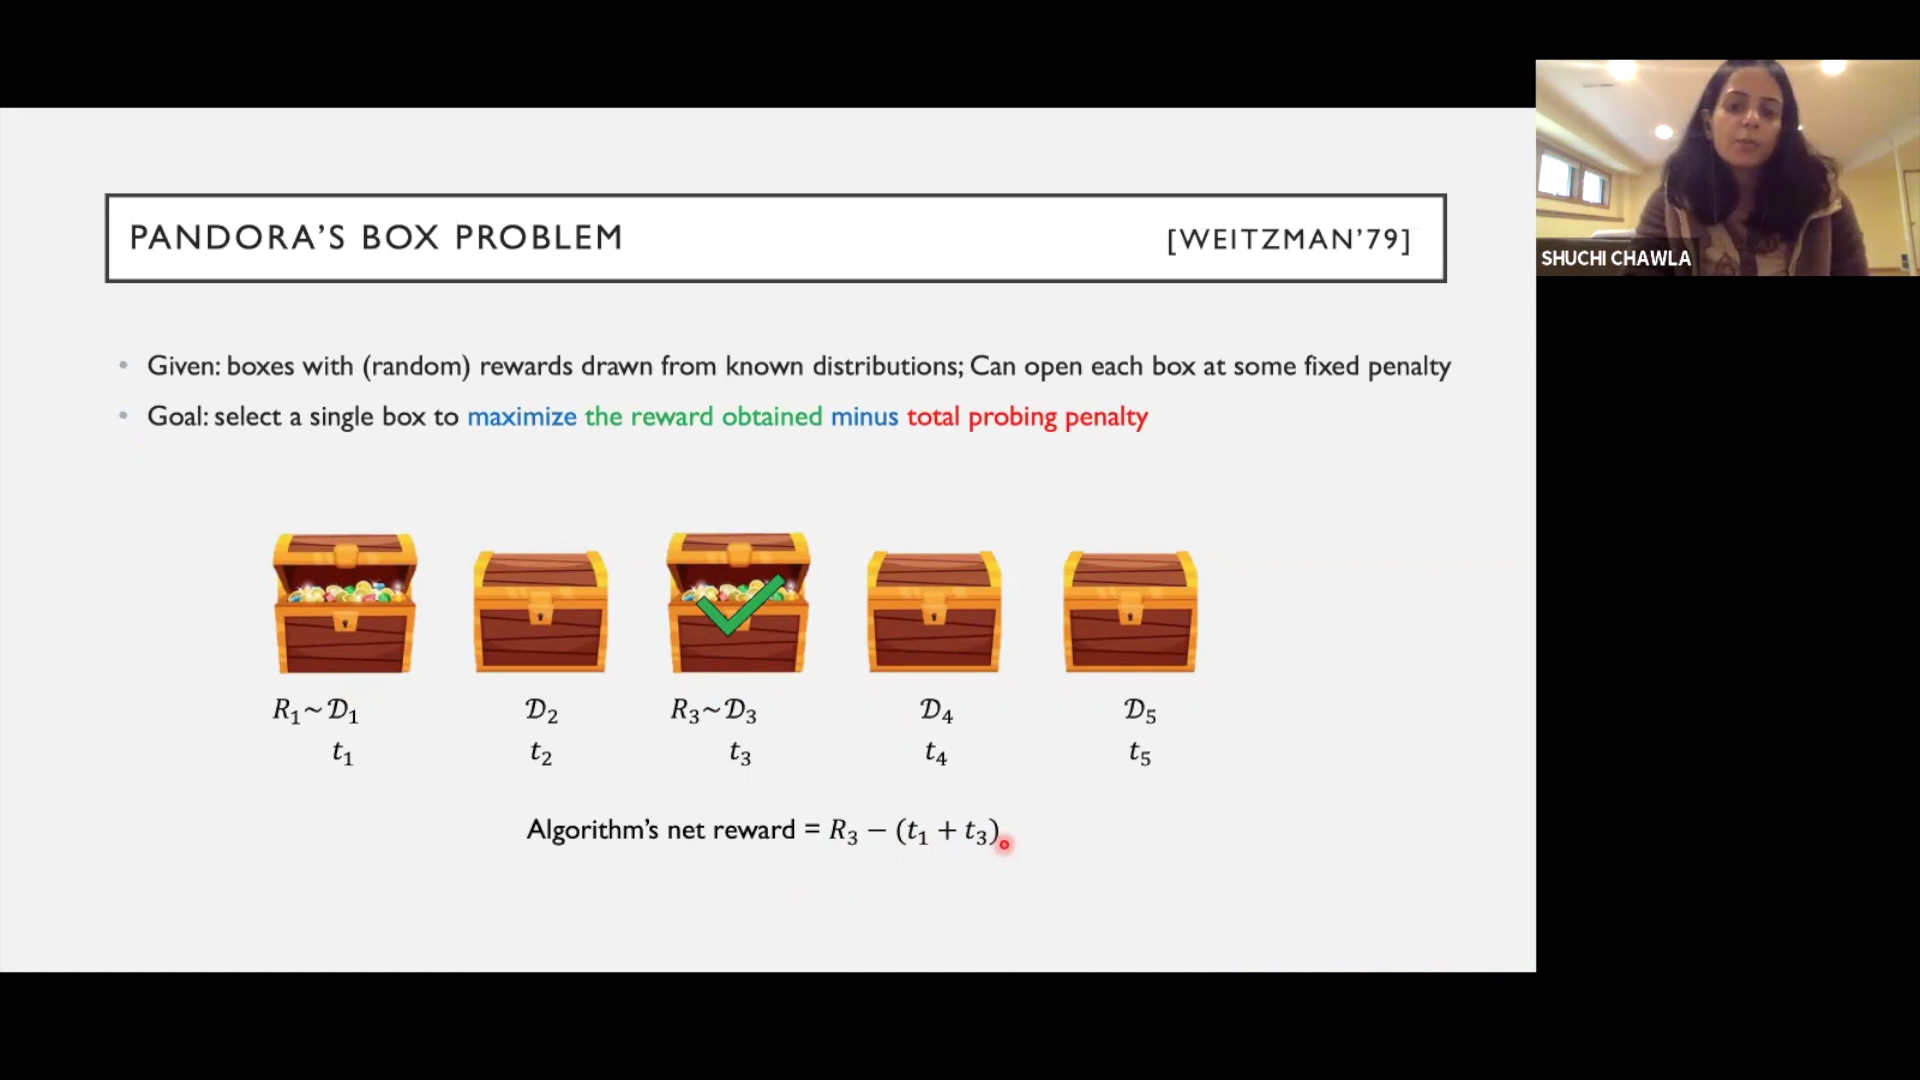 PANDORA'S BOX PROBLEM [WEITZMAN'79]
• Given: boxes with (random) rewards drawn from known distributions; Can open each box at some fixed penalty
• Goal: select a single box to maximize the reward obtained minus total probing penalty
R₁~𝒟₁ 𝒟₂ R₃~𝒟₃ 𝒟₄ 𝒟₅
t₁ t₂ t₃ t₄ t₅
Algorithm's net reward = R₃ − (t₁ + t₃)
SHUCHI CHAWLA